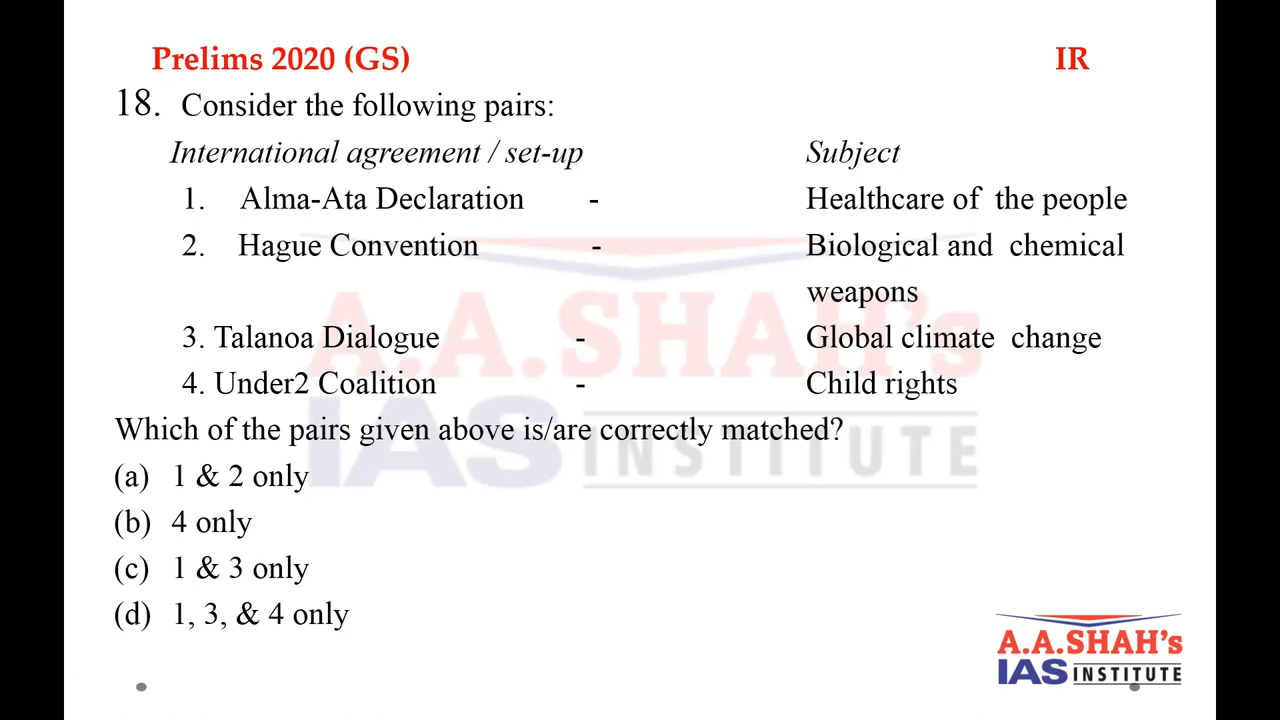 Prelims 2020 (GS) IR
18. Consider the following pairs:
International agreement / set-up Subject
1. Alma-Ata Declaration - Healthcare of the people
2. Hague Convention - Biological and chemical
weapons
3. Talanoa Dialogue - Global climate change
4. Under2 Coalition - Child rights
Which of the pairs given above is/are correctly matched?
(a) 1 & 2 only
(b) 4 only
(c) 1 & 3 only
(d) 1, 3, & 4 only
A.A.SHAH's
IAS INSTITUTE
A.A.SHAH's
IAS INSTITUTE